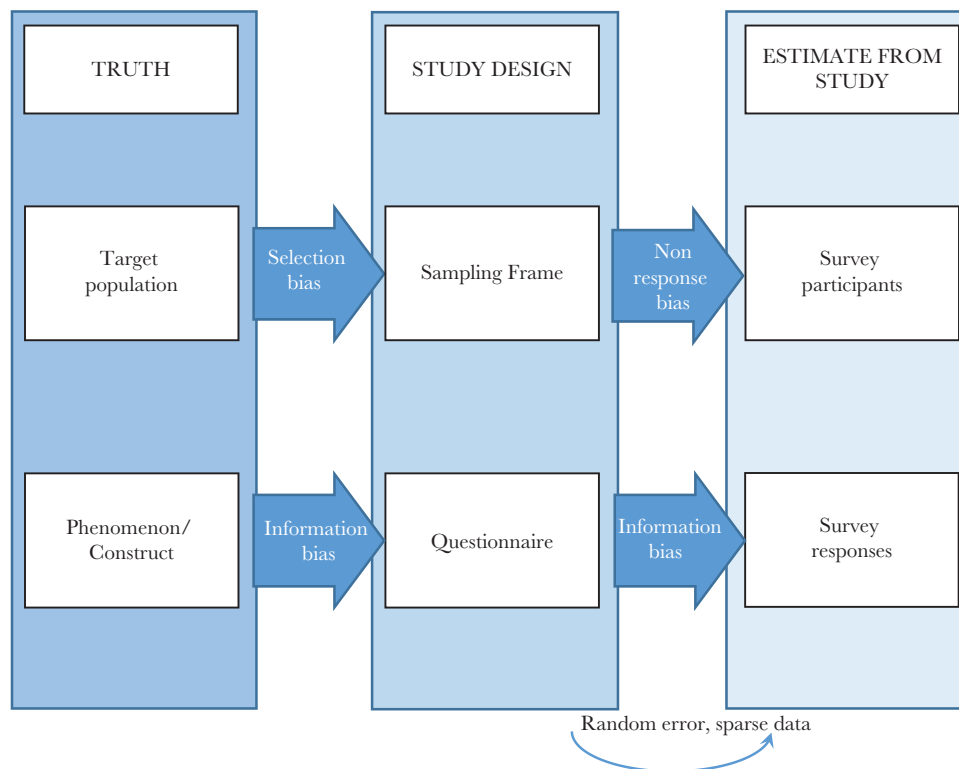 TRUTH
STUDY DESIGN
ESTIMATE FROM
STUDY
Target
population
Selection
bias
Sampling Frame
Non
response
bias
Survey
participants
Phenomenon/
Construct
Information
bias
Questionnaire
Information
bias
Survey
responses
Random error, sparse data